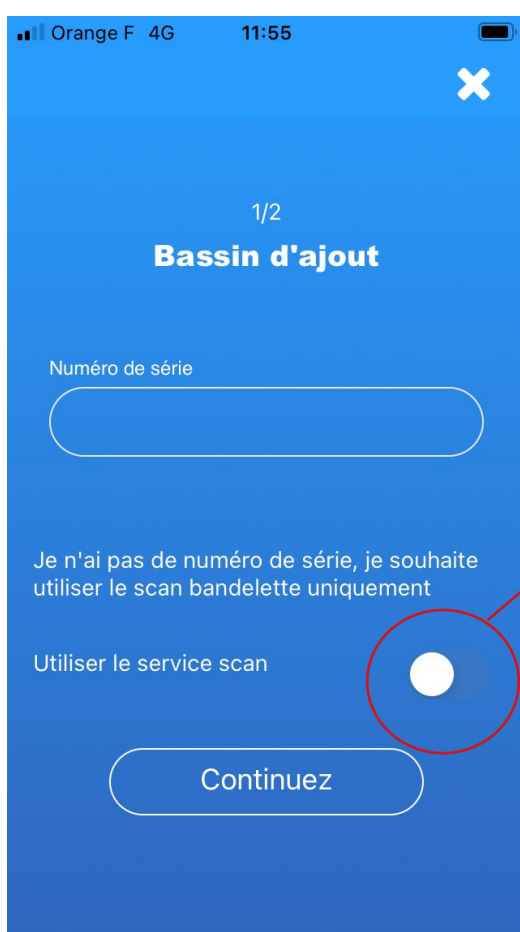 Orange F 4G 11:55
1/2
Bassin d'ajout
Numéro de série
Je n'ai pas de numéro de série, je souhaite
utiliser le scan bandelette uniquement
Utiliser le service scan
Continuez